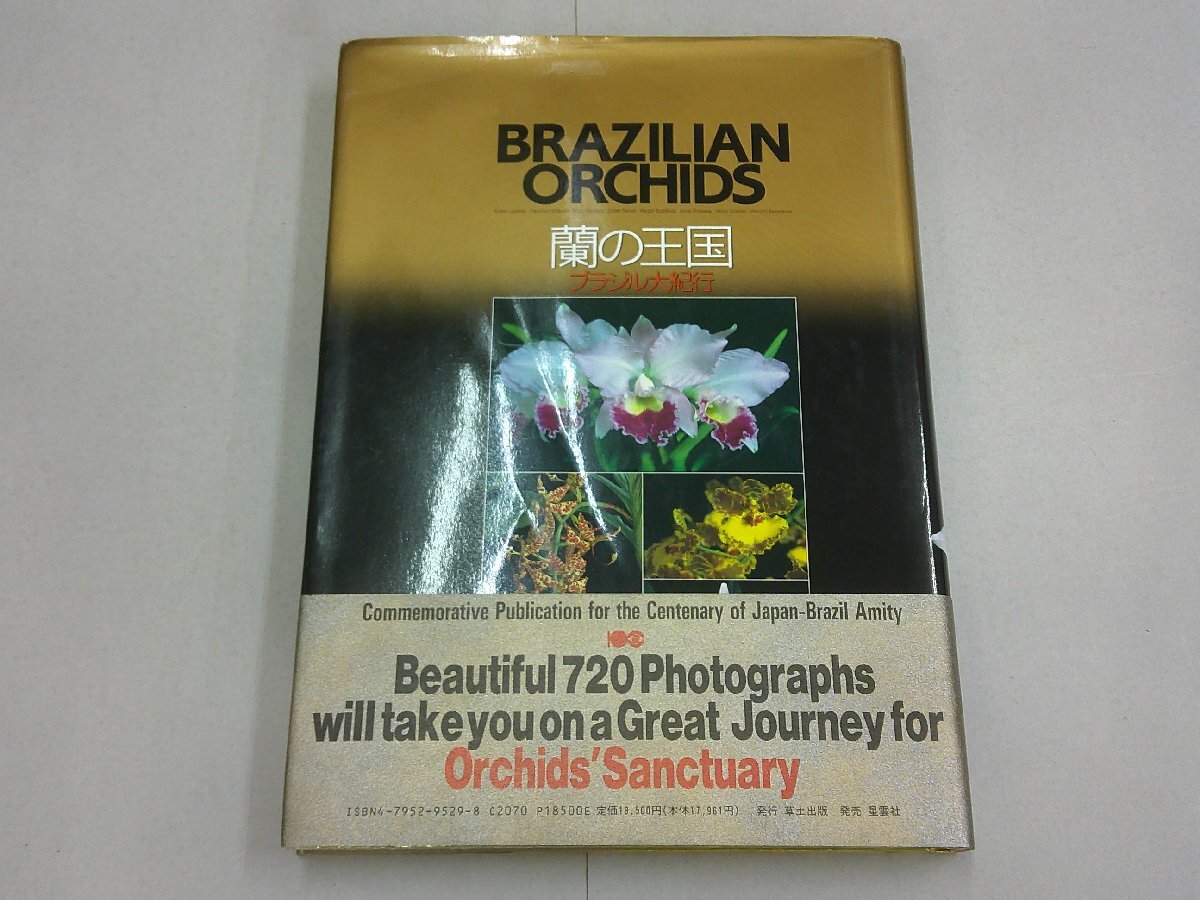 BRAZILIAN
ORCHIDS
蘭の王国
ブラジル大紀行
Commemorative Publication for the Centenary of Japan-Brazil Amity
100
Beautiful 720 Photographs
will take you on a Great Journey for
Orchids' Sanctuary
ISBN4-7952-9529-8 C2070 P18500E 定価18,500円(本体17,961円) 発行 草土出版 発売 星雲社